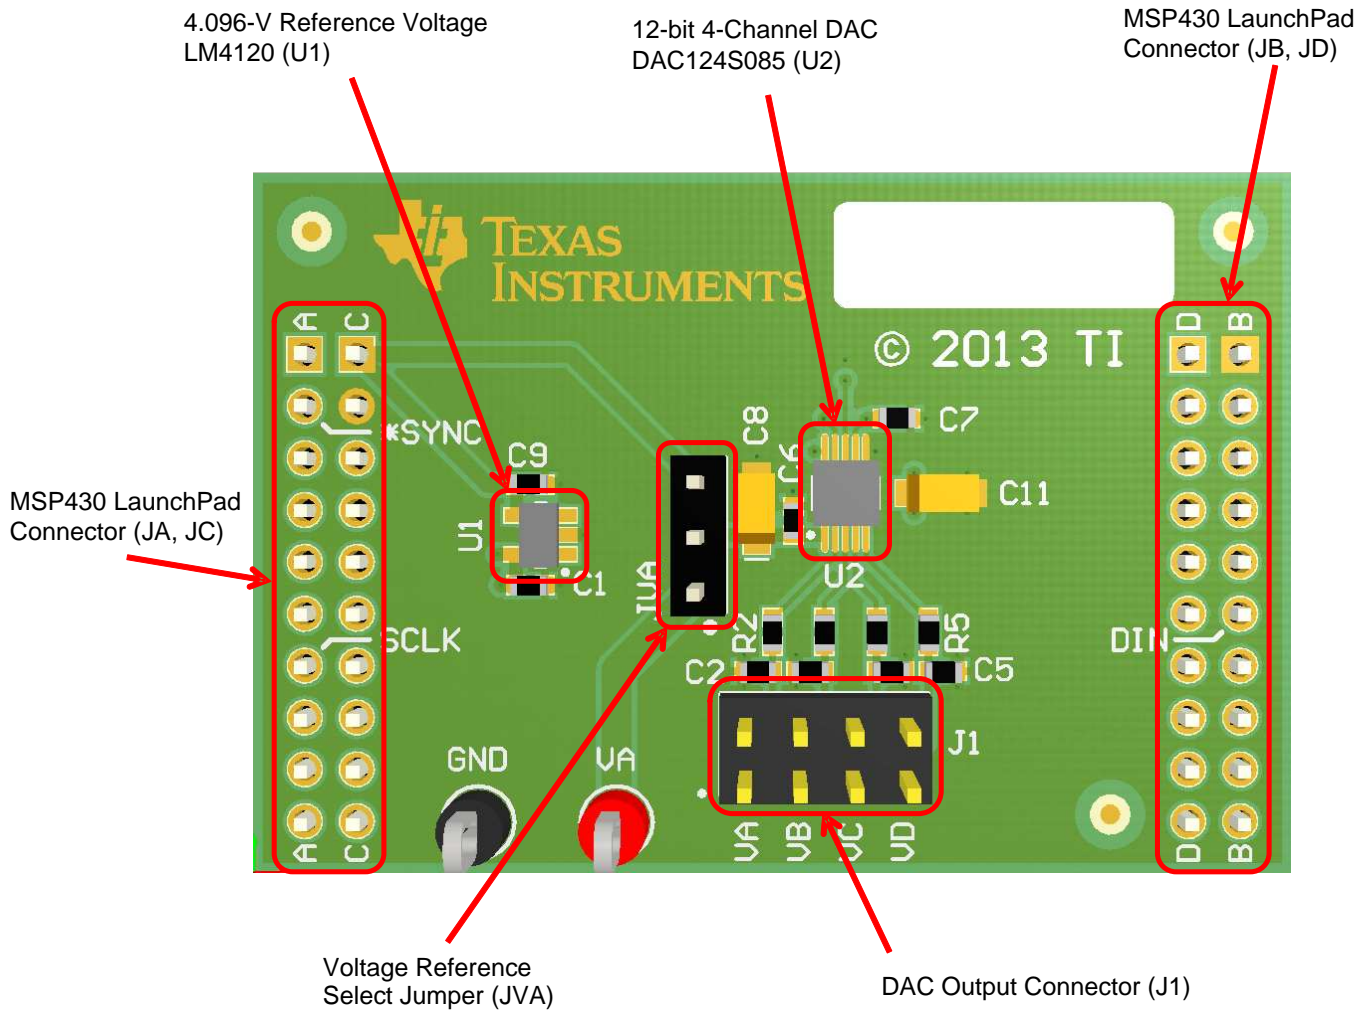 4.096-V Reference Voltage
LM4120 (U1)
12-bit 4-Channel DAC
DAC124S085 (U2)
MSP430 LaunchPad
Connector (JB, JD)
TEXAS
INSTRUMENTS
© 2013 TI
A
C
D
B
*SYNC
C9
C8
C6
C7
C11
MSP430 LaunchPad
Connector (JA, JC)
U1
C1
JVA
U2
SCLK
R2
R5
DIN
C2
C5
J1
GND
VA
VA
VB
VC
VD
A
C
D
B
Voltage Reference
Select Jumper (JVA)
DAC Output Connector (J1)